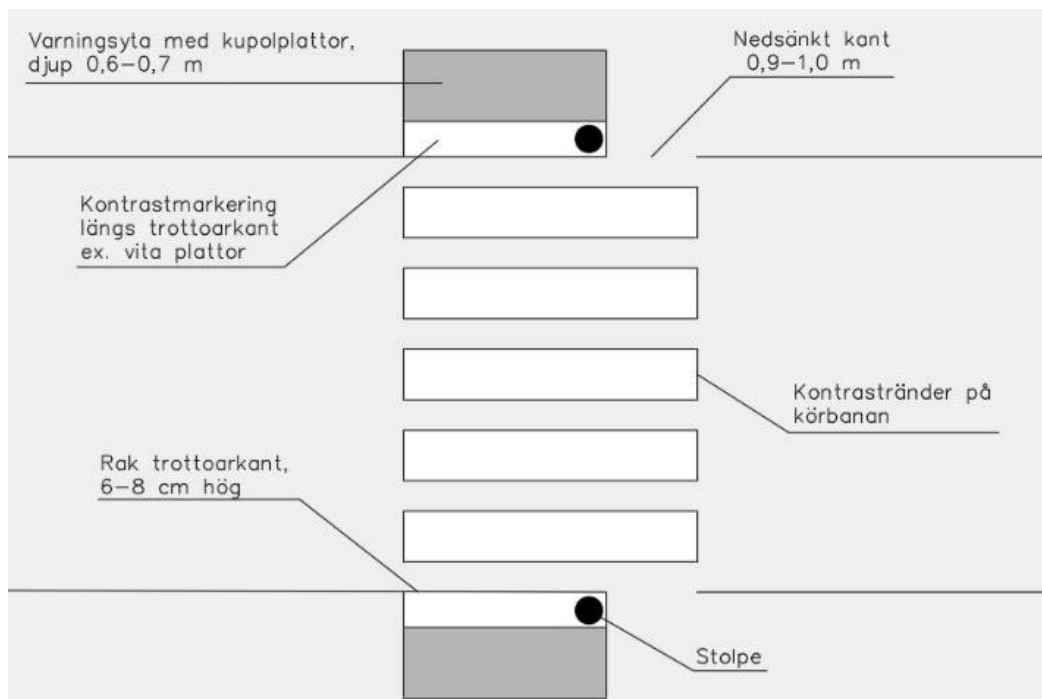 Varningsyta med kupolplattor,
djup 0,6–0,7 m
Nedsänkt kant
0,9–1,0 m
Kontrastmarkering
längs trottoarkant
ex. vita plattor
Kontrastränder på
körbanan
Rak trottoarkant,
6–8 cm hög
Stolpe